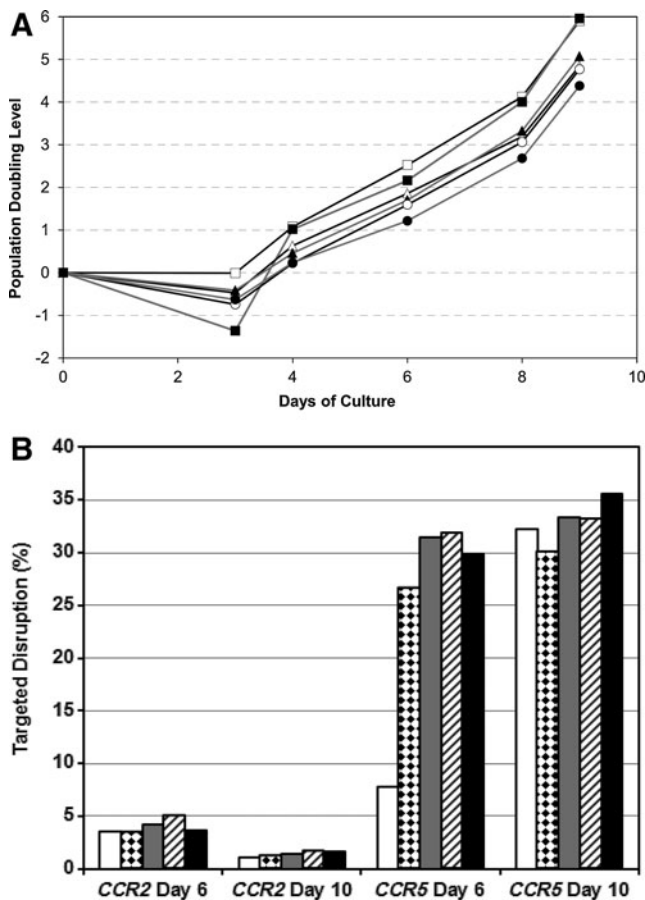 A
6
5
4
3
2
1
0
-1
-2
Population Doubling Level
0 2 4 6 8 10
Days of Culture
B
40
35
30
25
20
15
10
5
0
Targeted Disruption (%)
CCR2 Day 6 CCR2 Day 10 CCR5 Day 6 CCR5 Day 10